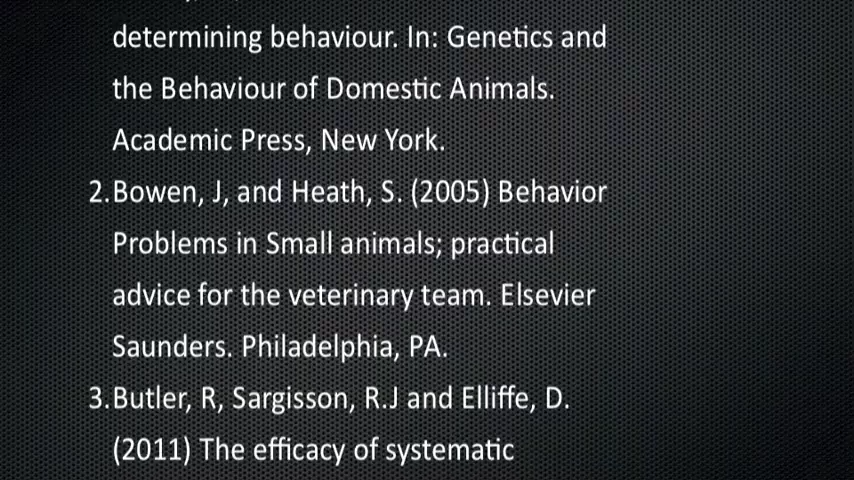 determining behaviour. In: Genetics and
the Behaviour of Domestic Animals.
Academic Press, New York.
2. Bowen, J, and Heath, S. (2005) Behavior
Problems in Small animals; practical
advice for the veterinary team. Elsevier
Saunders. Philadelphia, PA.
3. Butler, R, Sargisson, R.J and Elliffe, D.
(2011) The efficacy of systematic